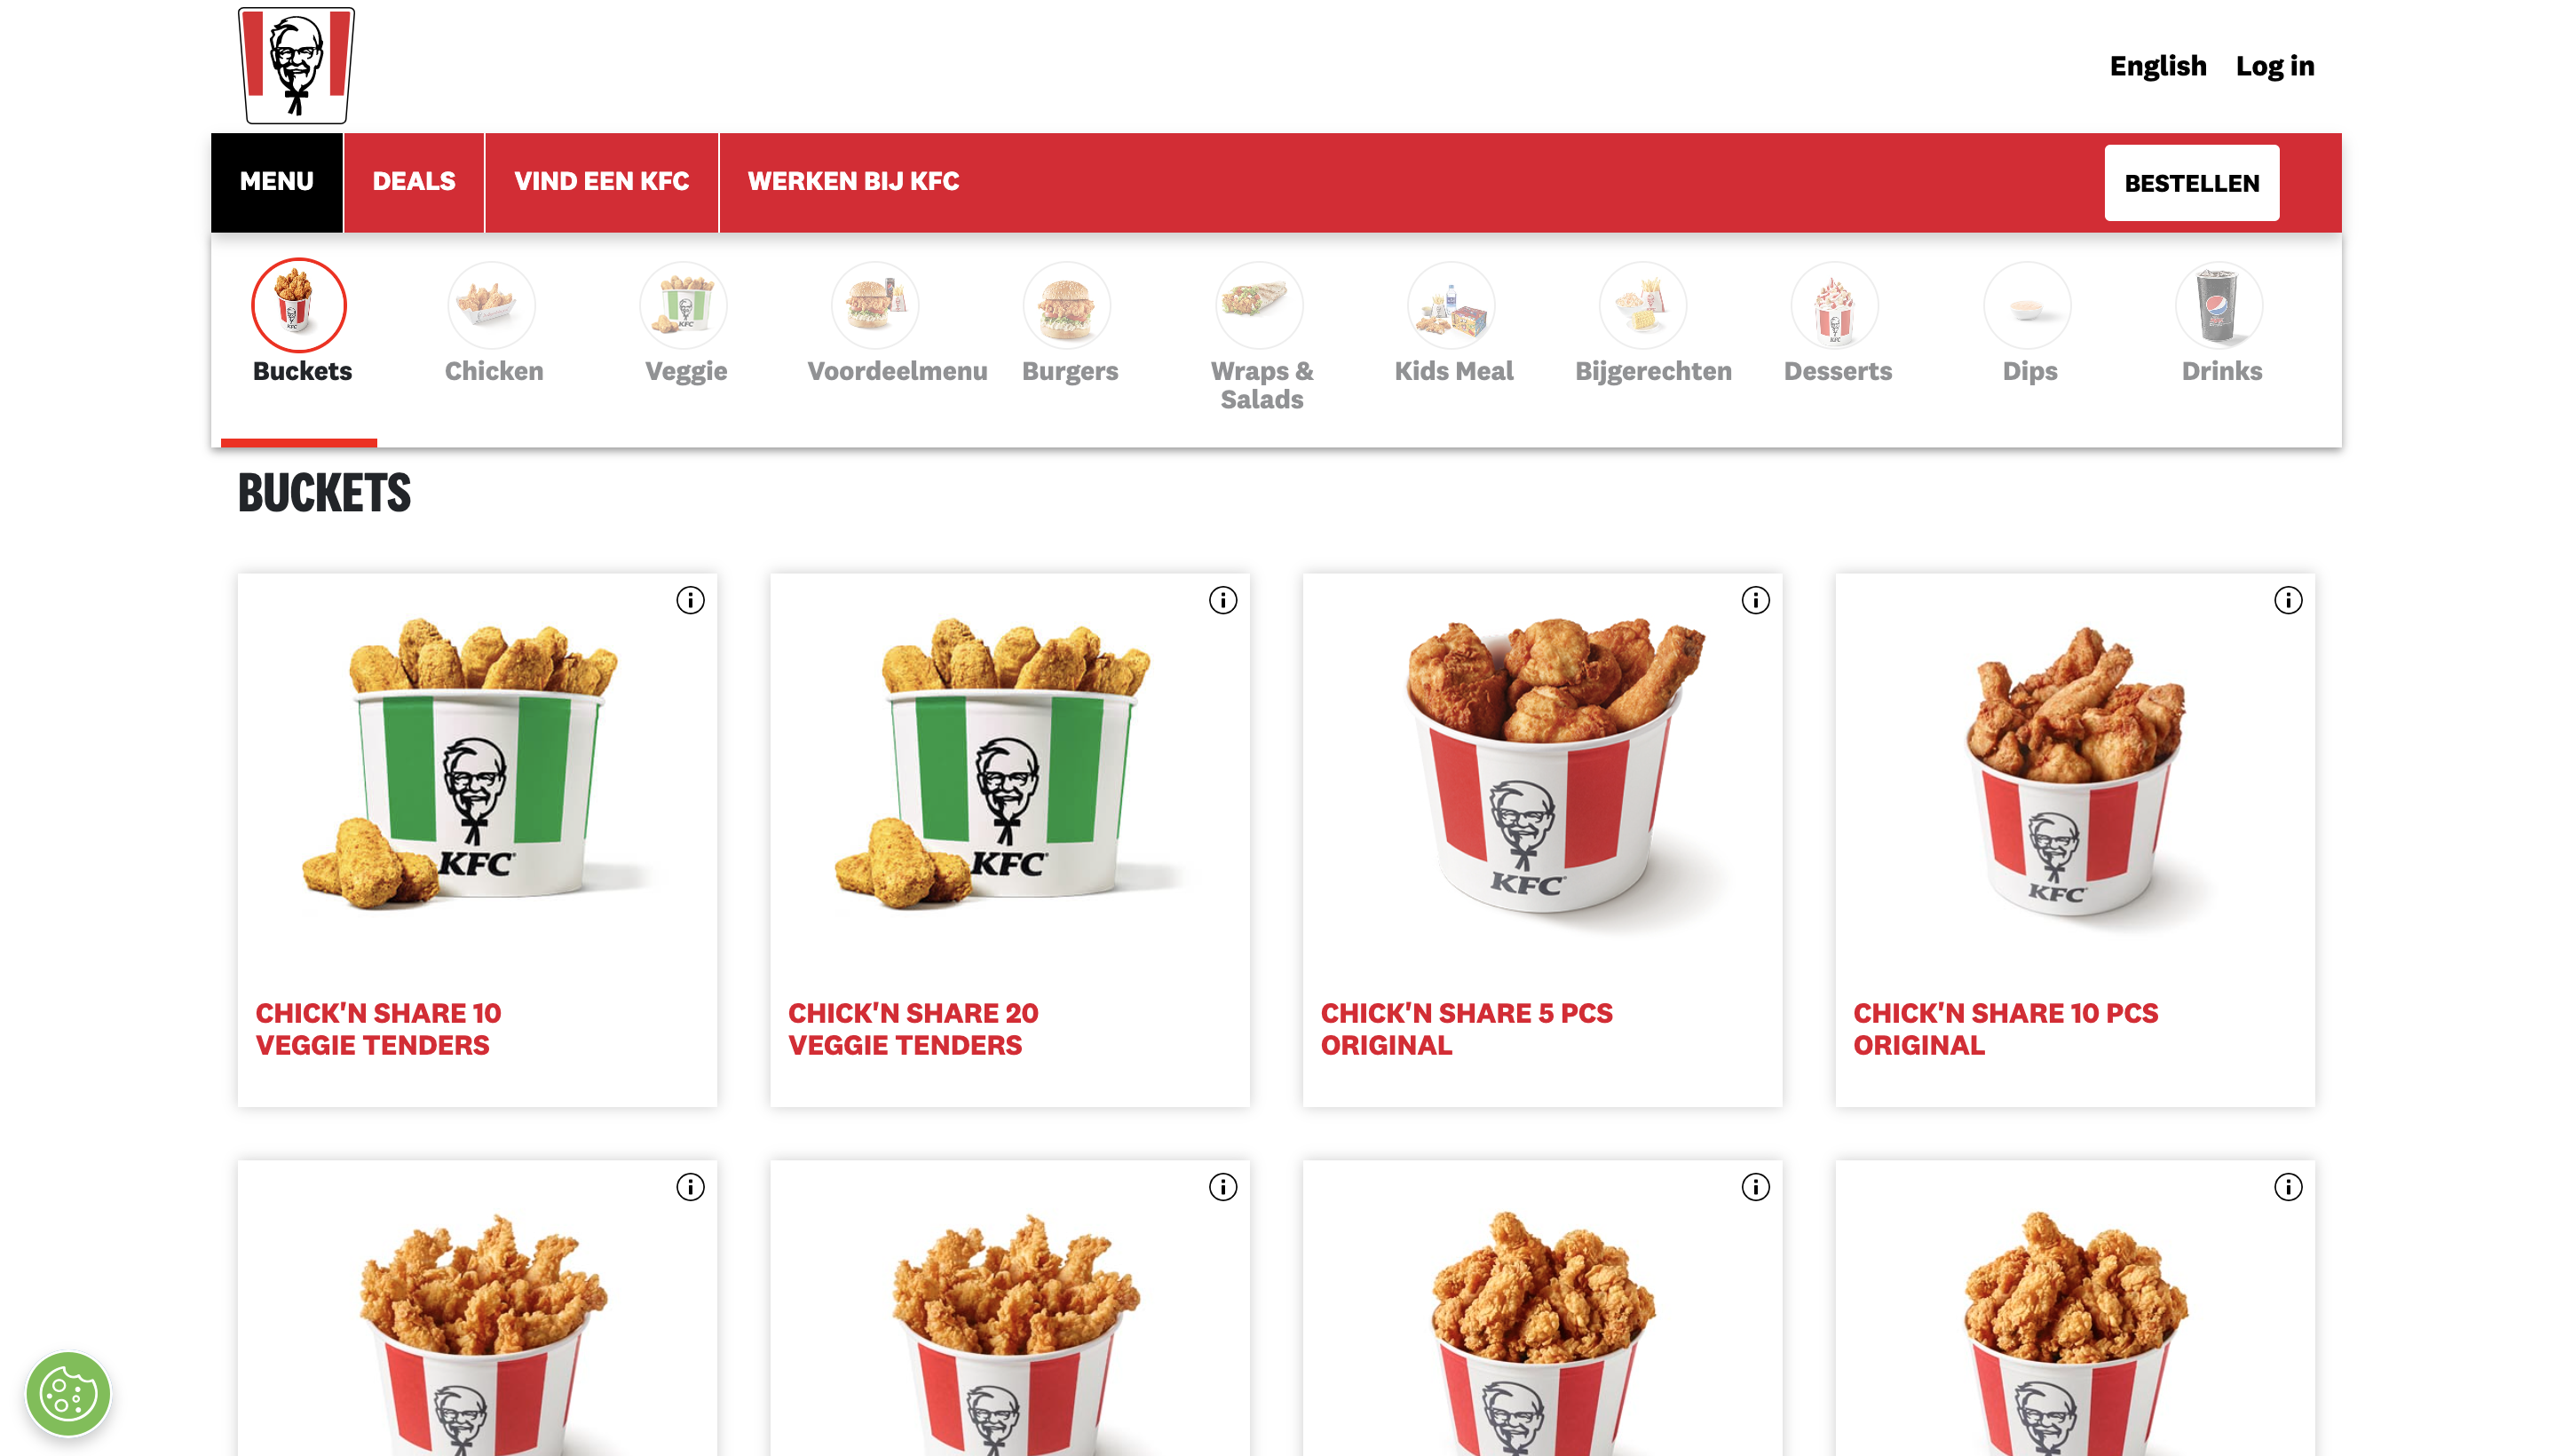 English Log in
MENU DEALS VIND EEN KFC WERKEN BIJ KFC BESTELLEN
Buckets Chicken Veggie Voordeelmenu Burgers Wraps & Kids Meal Bijgerechten Desserts Dips Drinks
Salads
BUCKETS
KFC
KFC
KFC
KFC
CHICK'N SHARE 10
VEGGIE TENDERS
CHICK'N SHARE 20
VEGGIE TENDERS
CHICK'N SHARE 5 PCS
ORIGINAL
CHICK'N SHARE 10 PCS
ORIGINAL